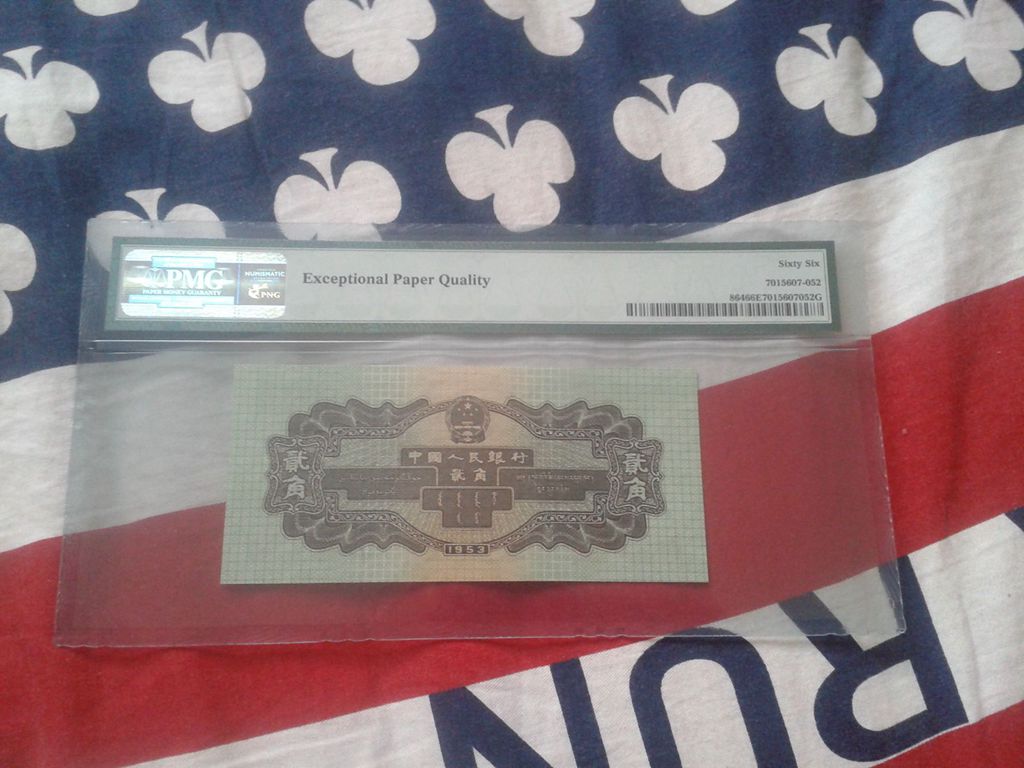 PMG
PAPER MONEY GUARANTY
NUMISMATIC
PNG
Exceptional Paper Quality
Sixty Six
7015607-052
86466E7015607052G
中國人民銀行
貳角
貳角
貳角
1953
RUN